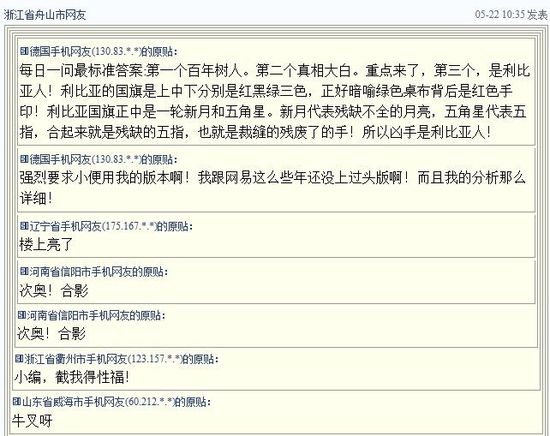 浙江省舟山市网友 05-22 10:35 发表
德国手机网友(130.83.*.*)的原贴:
每日一问最标准答案:第一个百年树人。第二个真相大白。重点来了，第三个，是利比
亚人！利比亚的国旗是上中下分别是红黑绿三色，正好暗喻绿色桌布背后是红色手
印！利比亚国旗正中是一轮新月和五角星。新月代表残缺不全的月亮，五角星代表五
指，合起来就是残缺的五指，也就是裁缝的残废了的手！所以凶手是利比亚人！
德国手机网友(130.83.*.*)的原贴:
强烈要求小便用我的版本啊！我跟网易这么些年还没上过头版啊！而且我的分析那么
详细！
辽宁省手机网友(175.167.*.*)的原贴:
楼上亮了
河南省信阳市手机网友的原贴:
次奥！合影
河南省信阳市手机网友的原贴:
次奥！合影
浙江省衢州市手机网友(123.157.*.*)的原贴:
小编，截我得性福！
山东省威海市手机网友(60.212.*.*)的原贴:
牛叉呀